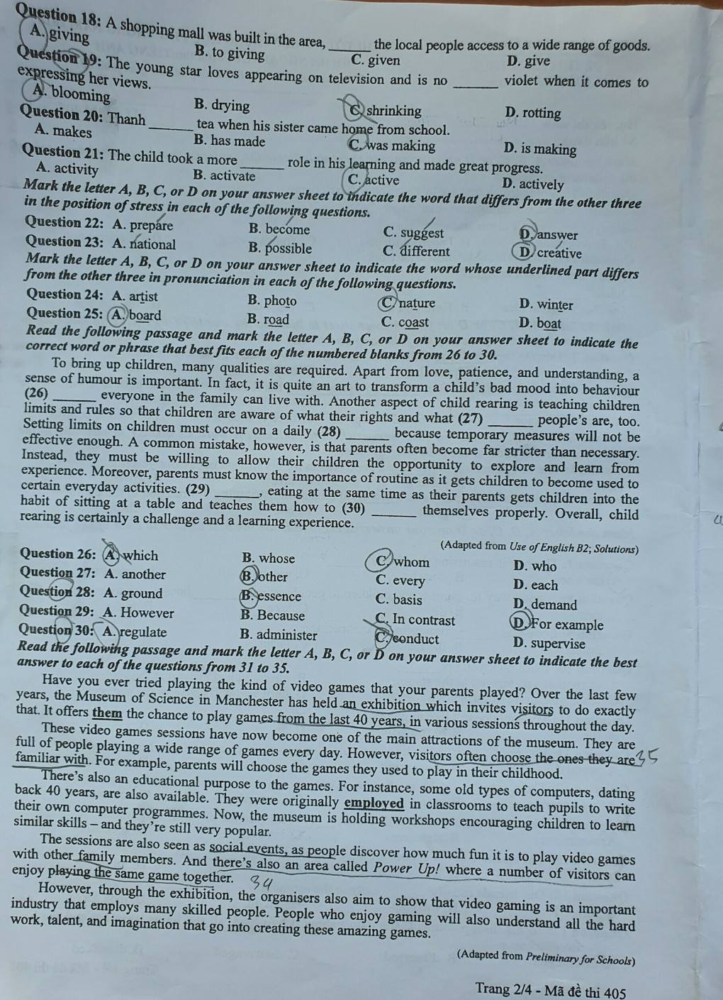 Question 18: A shopping mall was built in the area, ______ the local people access to a wide range of goods.
A. giving B. to giving C. given D. give
Question 19: The young star loves appearing on television and is no ______ violet when it comes to
expressing her views.
A. blooming B. drying C. shrinking D. rotting
Question 20: Thanh ______ tea when his sister came home from school.
A. makes B. has made C. was making D. is making
Question 21: The child took a more ______ role in his learning and made great progress.
A. activity B. activate C. active D. actively
Mark the letter A, B, C, or D on your answer sheet to indicate the word that differs from the other three
in the position of stress in each of the following questions.
Question 22: A. prepare B. become C. suggest D. answer
Question 23: A. national B. possible C. different D. creative
Mark the letter A, B, C, or D on your answer sheet to indicate the word whose underlined part differs
from the other three in pronunciation in each of the following questions.
Question 24: A. artist B. photo C. nature D. winter
Question 25: A. board B. road C. coast D. boat
Read the following passage and mark the letter A, B, C, or D on your answer sheet to indicate the
correct word or phrase that best fits each of the numbered blanks from 26 to 30.
To bring up children, many qualities are required. Apart from love, patience, and understanding, a
sense of humour is important. In fact, it is quite an art to transform a child's bad mood into behaviour
(26) ______ everyone in the family can live with. Another aspect of child rearing is teaching children
limits and rules so that children are aware of what their rights and what (27) ______ people's are, too.
Setting limits on children must occur on a daily (28) ______ because temporary measures will not be
effective enough. A common mistake, however, is that parents often become far stricter than necessary.
Instead, they must be willing to allow their children the opportunity to explore and learn from
experience. Moreover, parents must know the importance of routine as it gets children to become used to
certain everyday activities. (29) ______, eating at the same time as their parents gets children into the
habit of sitting at a table and teaches them how to (30) ______ themselves properly. Overall, child
rearing is certainly a challenge and a learning experience.
(Adapted from Use of English B2; Solutions)
Question 26: A. which B. whose C. whom D. who
Question 27: A. another B. other C. every D. each
Question 28: A. ground B. essence C. basis D. demand
Question 29: A. However B. Because C. In contrast D. For example
Question 30: A. regulate B. administer C. conduct D. supervise
Read the following passage and mark the letter A, B, C, or D on your answer sheet to indicate the best
answer to each of the questions from 31 to 35.
Have you ever tried playing the kind of video games that your parents played? Over the last few
years, the Museum of Science in Manchester has held an exhibition which invites visitors to do exactly
that. It offers them the chance to play games from the last 40 years, in various sessions throughout the day.
These video games sessions have now become one of the main attractions of the museum. They are
full of people playing a wide range of games every day. However, visitors often choose the ones they are 35
familiar with. For example, parents will choose the games they used to play in their childhood.
There's also an educational purpose to the games. For instance, some old types of computers, dating
back 40 years, are also available. They were originally employed in classrooms to teach pupils to write
their own computer programmes. Now, the museum is holding workshops encouraging children to learn
similar skills – and they're still very popular.
The sessions are also seen as social events, as people discover how much fun it is to play video games
with other family members. And there's also an area called Power Up! where a number of visitors can
enjoy playing the same game together. 34
However, through the exhibition, the organisers also aim to show that video gaming is an important
industry that employs many skilled people. People who enjoy gaming will also understand all the hard
work, talent, and imagination that go into creating these amazing games.
(Adapted from Preliminary for Schools)
Trang 2/4 - Mã đề thi 405